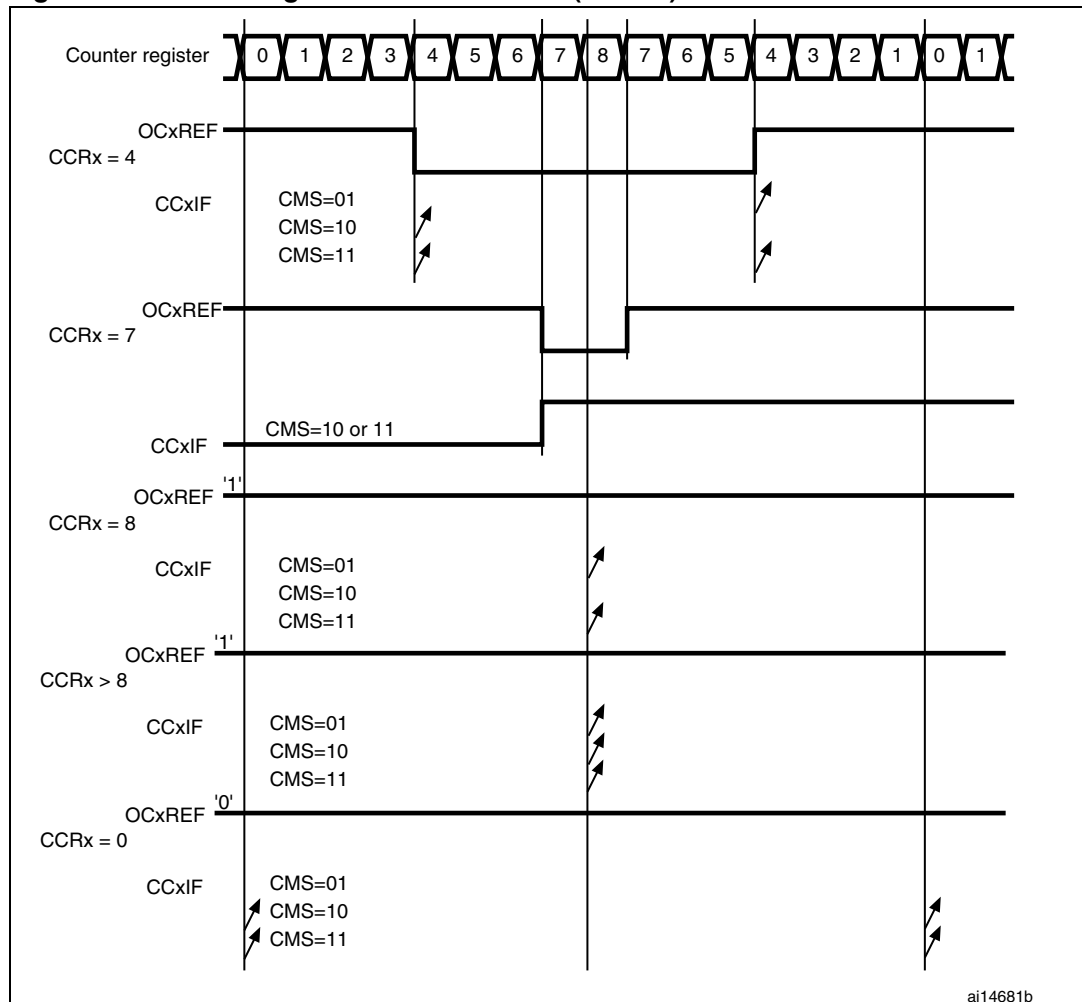 Counter register 0 1 2 3 4 5 6 7 8 7 6 5 4 3 2 1 0 1
OCxREF
CCRx = 4
CCxIF
CMS=01
CMS=10
CMS=11
OCxREF
CCRx = 7
CMS=10 or 11
CCxIF
'1'
OCxREF
CCRx = 8
CCxIF
CMS=01
CMS=10
CMS=11
'1'
OCxREF
CCRx > 8
CCxIF
CMS=01
CMS=10
CMS=11
'0'
OCxREF
CCRx = 0
CCxIF
CMS=01
CMS=10
CMS=11
ai14681b